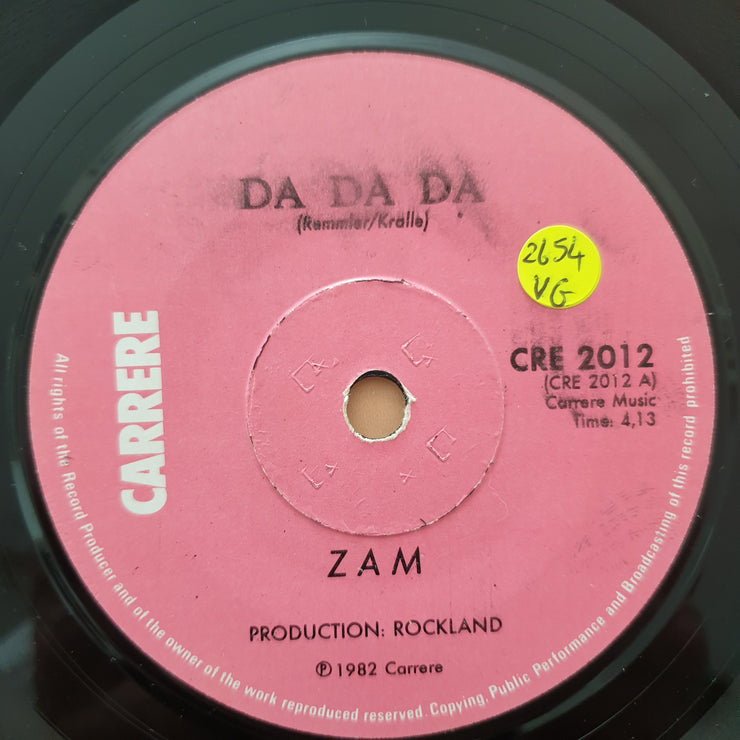 DA DA DA
(Remmler/Kralle)
2654
VG
CARRERE
CRE 2012
(CRE 2012 A)
Carrere Music
Time: 4,13
ZAM
PRODUCTION: ROCKLAND
℗ 1982 Carrere
All rights of the Record Producer and of the owner of the work reproduced reserved. Copying, Public Performance and Broadcasting of this record prohibited